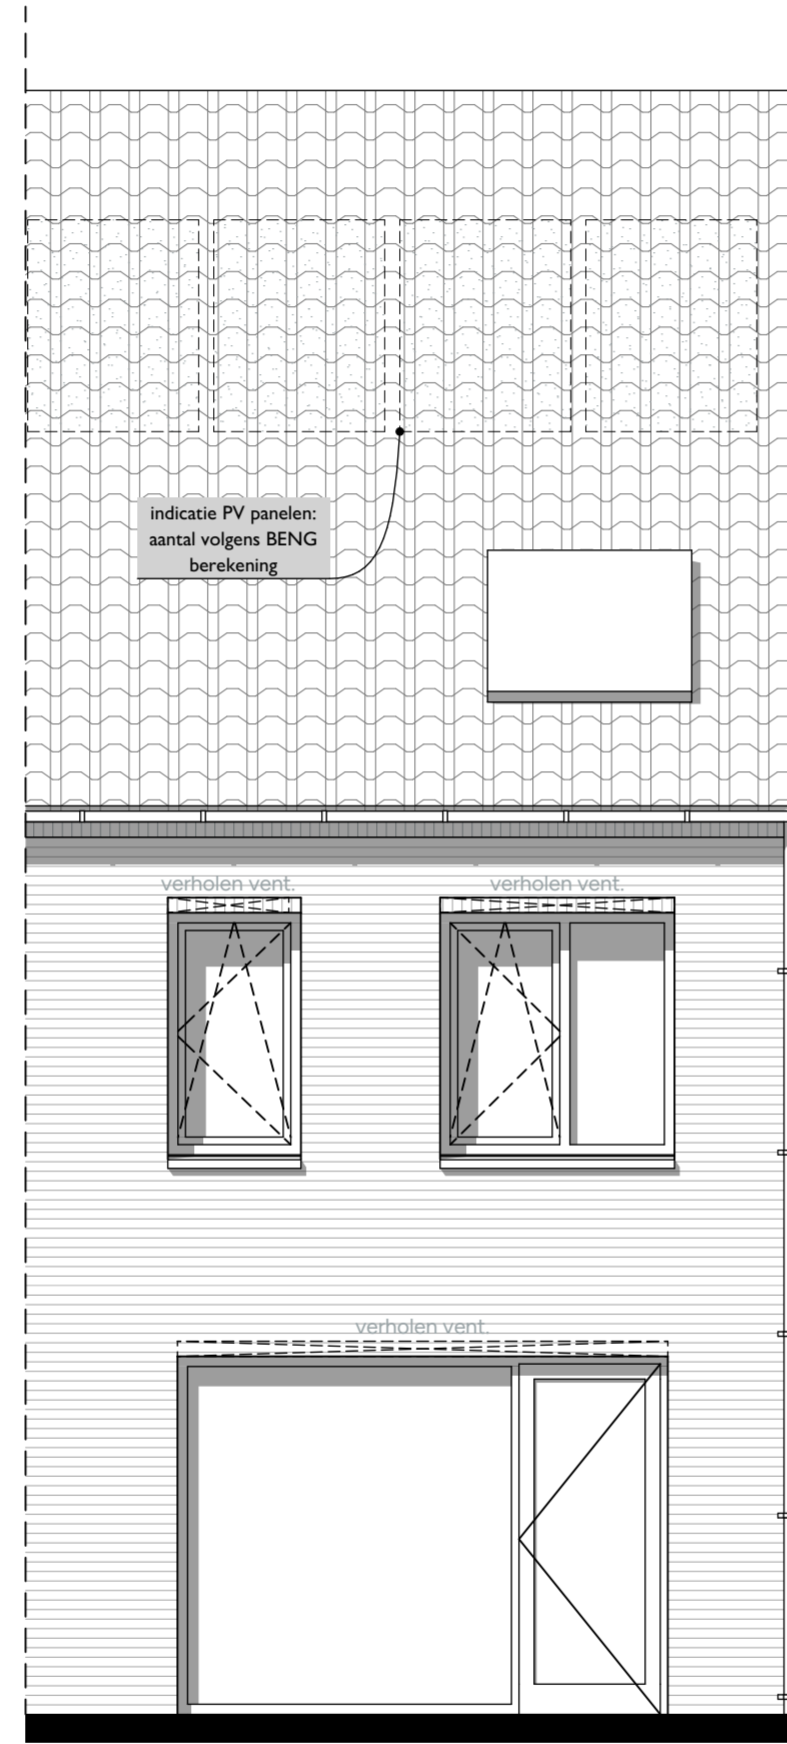 indicatie PV panelen:
aantal volgens BENG
berekening
verholen vent.
verholen vent.
verholen vent.